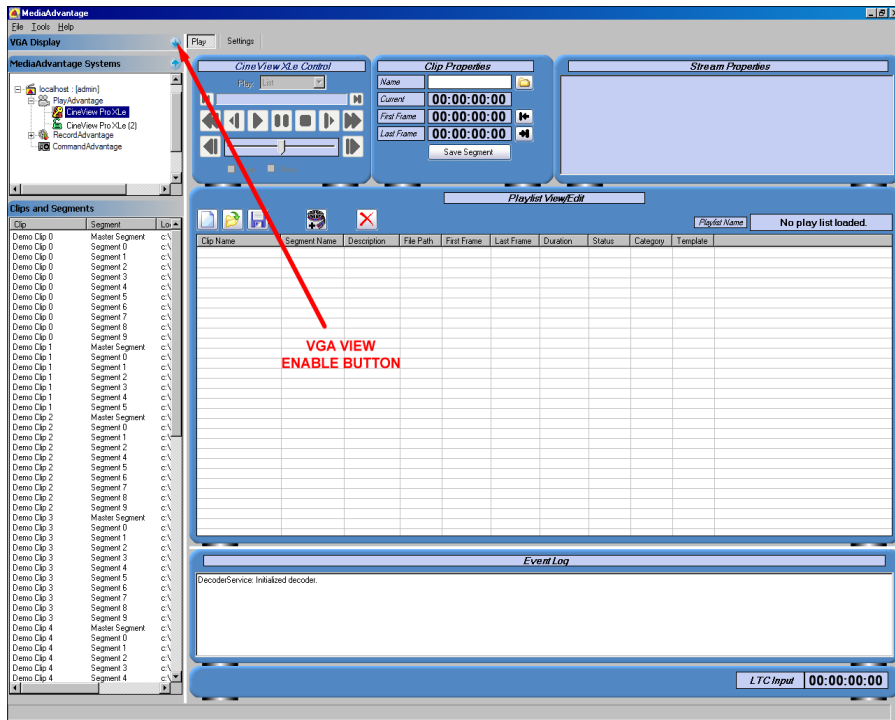 MediaAdvantage
File Tools Help
VGA Display
Play Settings
MediaAdvantage Systems
localhost : [admin]
PlayAdvantage
CineView Pro XLe
CineView Pro XLe (2)
RecordAdvantage
CommandAdvantage
CineView XLe Control
Play: List
Clip Properties
Name
Current 00:00:00:00
First Frame 00:00:00:00
Last Frame 00:00:00:00
Save Segment
Stream Properties
Clips and Segments
Clip Segment Lo
Demo Clip 0 Master Segment c:\
Demo Clip 0 Segment 0 c:\
Demo Clip 0 Segment 1 c:\
Demo Clip 0 Segment 2 c:\
Demo Clip 0 Segment 3 c:\
Demo Clip 0 Segment 4 c:\
Demo Clip 0 Segment 5 c:\
Demo Clip 0 Segment 6 c:\
Demo Clip 0 Segment 7 c:\
Demo Clip 0 Segment 8 c:\
Demo Clip 0 Segment 9 c:\
Demo Clip 1 Master Segment c:\
Demo Clip 1 Segment 0 c:\
Demo Clip 1 Segment 1 c:\
Demo Clip 1 Segment 2 c:\
Demo Clip 1 Segment 3 c:\
Demo Clip 1 Segment 4 c:\
Demo Clip 1 Segment 5 c:\
Demo Clip 2 Master Segment c:\
Demo Clip 2 Segment 0 c:\
Demo Clip 2 Segment 1 c:\
Demo Clip 2 Segment 2 c:\
Demo Clip 2 Segment 4 c:\
Demo Clip 2 Segment 5 c:\
Demo Clip 2 Segment 6 c:\
Demo Clip 2 Segment 7 c:\
Demo Clip 2 Segment 8 c:\
Demo Clip 2 Segment 9 c:\
Demo Clip 3 Master Segment c:\
Demo Clip 3 Segment 0 c:\
Demo Clip 3 Segment 1 c:\
Demo Clip 3 Segment 2 c:\
Demo Clip 3 Segment 3 c:\
Demo Clip 3 Segment 4 c:\
Demo Clip 3 Segment 5 c:\
Demo Clip 3 Segment 6 c:\
Demo Clip 3 Segment 7 c:\
Demo Clip 3 Segment 8 c:\
Demo Clip 3 Segment 9 c:\
Demo Clip 4 Master Segment c:\
Demo Clip 4 Segment 0 c:\
Demo Clip 4 Segment 1 c:\
Demo Clip 4 Segment 2 c:\
Demo Clip 4 Segment 3 c:\
Demo Clip 4 Segment 4 c:\
Playlist View/Edit
Playlist Name No play list loaded.
Clip Name Segment Name Description File Path First Frame Last Frame Duration Status Category Template
VGA VIEW
ENABLE BUTTON
Event Log
DecoderService: Initialized decoder.
LTC Input 00:00:00:00